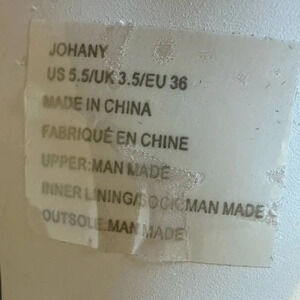 JOHANY
US 5.5/UK 3.5/EU 36
MADE IN CHINA
FABRIQUÉ EN CHINE
UPPER:MAN MADE
INNER LINING/SOCK:MAN MADE
OUTSOLE:MAN MADE